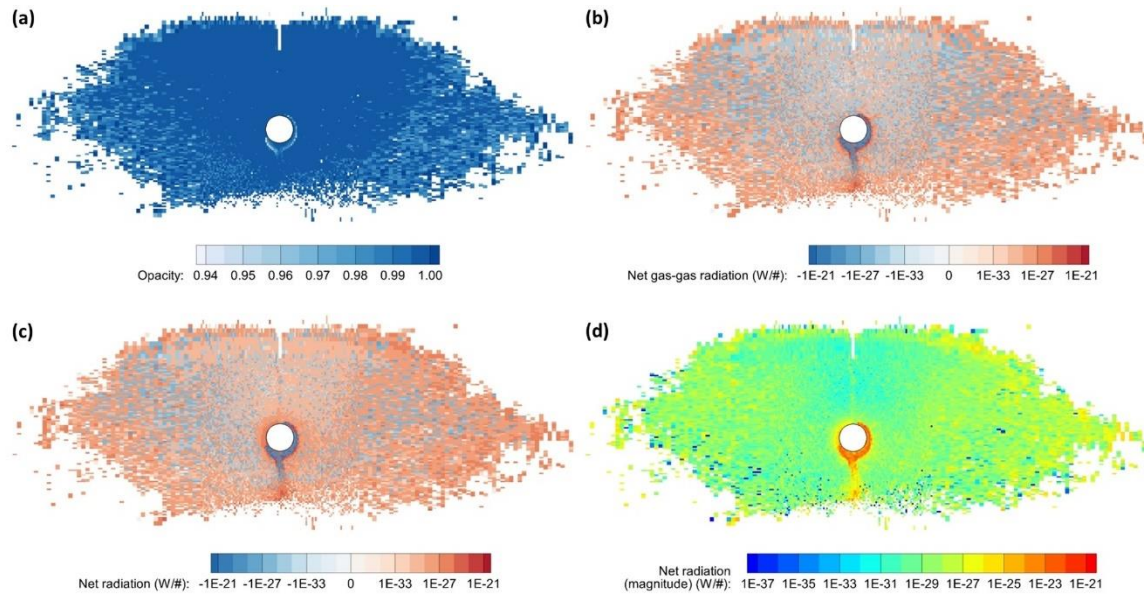 (a)
Opacity: 0.94 0.95 0.96 0.97 0.98 0.99 1.00
(b)
Net gas-gas radiation (W/#): -1E-21 -1E-27 -1E-33 0 1E-33 1E-27 1E-21
(c)
Net radiation (W/#): -1E-21 -1E-27 -1E-33 0 1E-33 1E-27 1E-21
(d)
Net radiation
(magnitude) (W/#): 1E-37 1E-35 1E-33 1E-31 1E-29 1E-27 1E-25 1E-23 1E-21